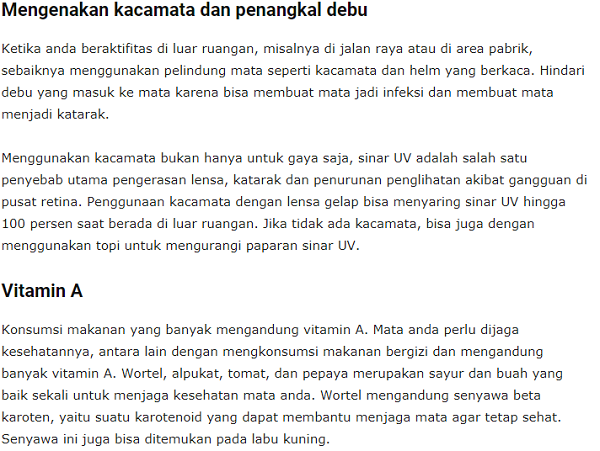 Mengenakan kacamata dan penangkal debu
Ketika anda beraktifitas di luar ruangan, misalnya di jalan raya atau di area pabrik,
sebaiknya menggunakan pelindung mata seperti kacamata dan helm yang berkaca. Hindari
debu yang masuk ke mata karena bisa membuat mata jadi infeksi dan membuat mata
menjadi katarak.
Menggunakan kacamata bukan hanya untuk gaya saja, sinar UV adalah salah satu
penyebab utama pengerasan lensa, katarak dan penurunan penglihatan akibat gangguan di
pusat retina. Penggunaan kacamata dengan lensa gelap bisa menyaring sinar UV hingga
100 persen saat berada di luar ruangan. Jika tidak ada kacamata, bisa juga dengan
menggunakan topi untuk mengurangi paparan sinar UV.
Vitamin A
Konsumsi makanan yang banyak mengandung vitamin A. Mata anda perlu dijaga
kesehatannya, antara lain dengan mengkonsumsi makanan bergizi dan mengandung
banyak vitamin A. Wortel, alpukat, tomat, dan pepaya merupakan sayur dan buah yang
baik sekali untuk menjaga kesehatan mata anda. Wortel mengandung senyawa beta
karoten, yaitu suatu karotenoid yang dapat membantu menjaga mata agar tetap sehat.
Senyawa ini juga bisa ditemukan pada labu kuning.